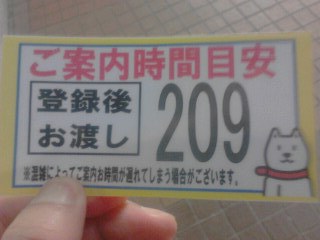 ご案内時間目安
登録後
お渡し
209
※混雑によってご案内お時間が遅れてしまう場合がございます。